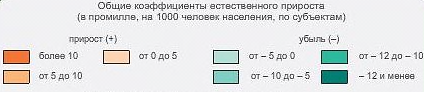 Общие коэффициенты естественного прироста
(в промилле, на 1000 человек населения, по субъектам)
прирост (+) убыль (–)
более 10 от 0 до 5 от – 5 до 0 от – 12 до – 10
от 5 до 10 от – 10 до – 5 – 12 и менее